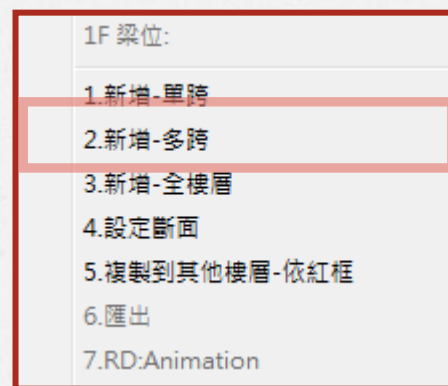 1F 梁位:
1.新增-單跨
2.新增-多跨
3.新增-全樓層
4.設定斷面
5.複製到其他樓層-依紅框
6.匯出
7.RD:Animation